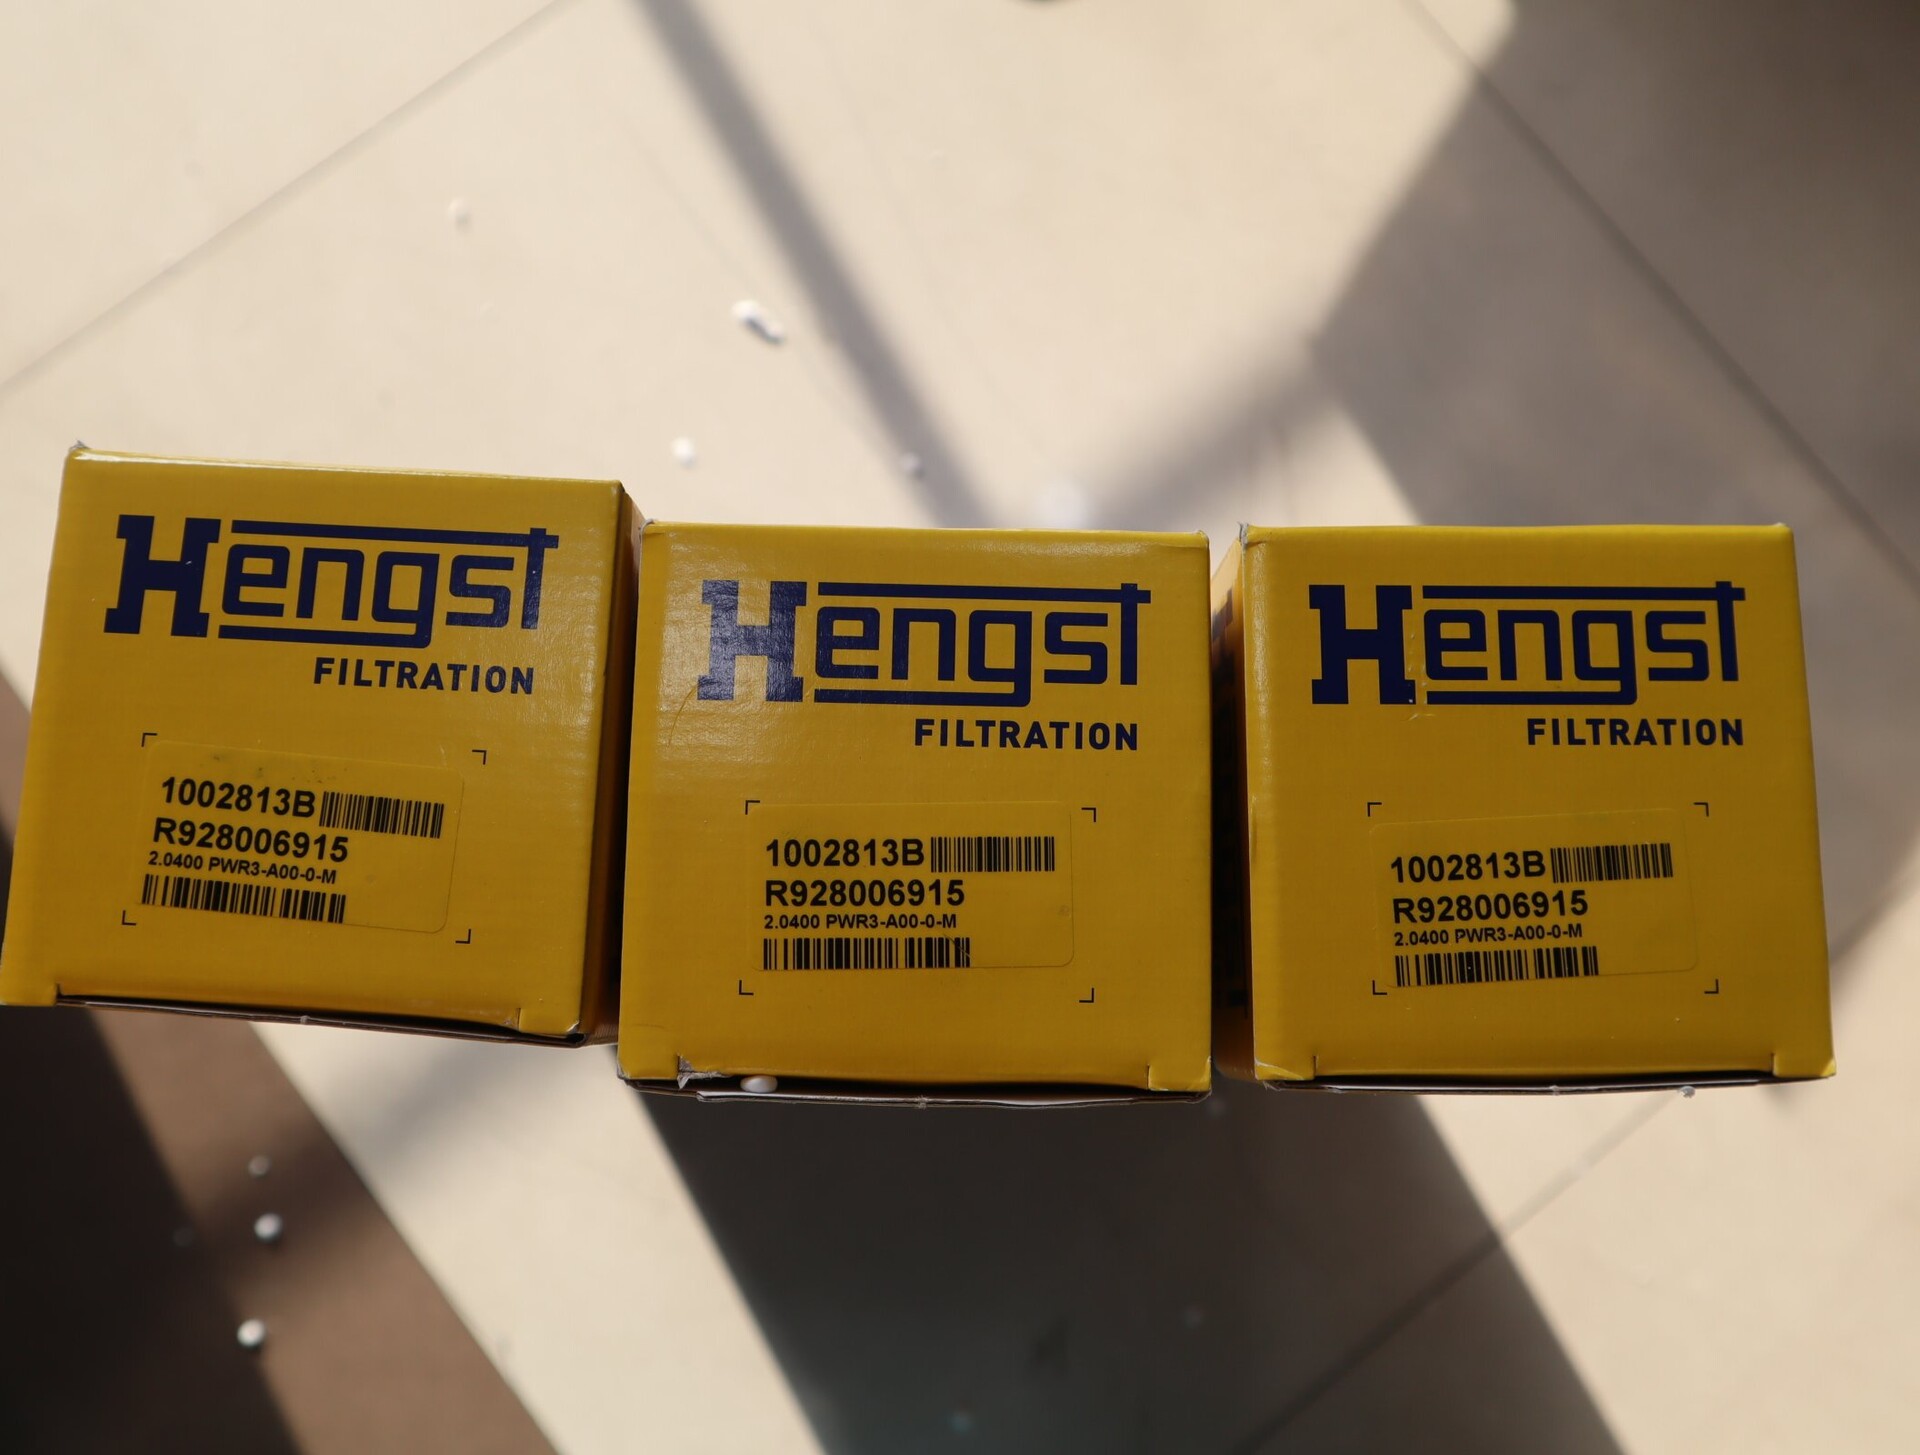 Hengst
FILTRATION
1002813B
R928006915
2.0400 PWR3-A00-0-M
Hengst
FILTRATION
1002813B
R928006915
2.0400 PWR3-A00-0-M
Hengst
FILTRATION
1002813B
R928006915
2.0400 PWR3-A00-0-M